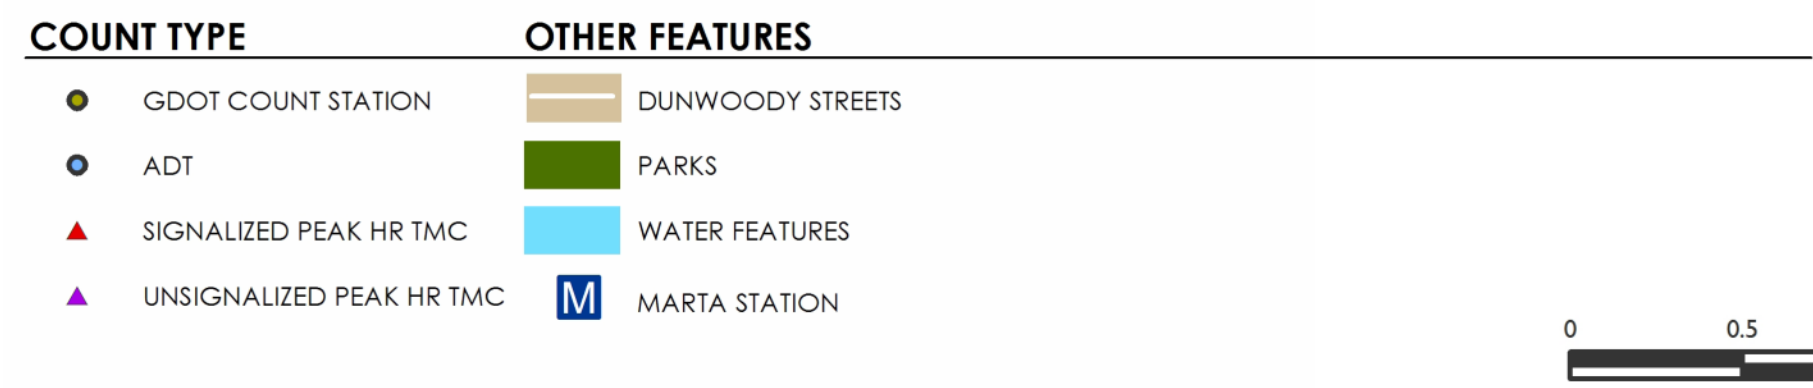 COUNT TYPE
OTHER FEATURES
GDOT COUNT STATION
DUNWOODY STREETS
ADT
PARKS
SIGNALIZED PEAK HR TMC
WATER FEATURES
UNSIGNALIZED PEAK HR TMC
M
MARTA STATION
0
0.5